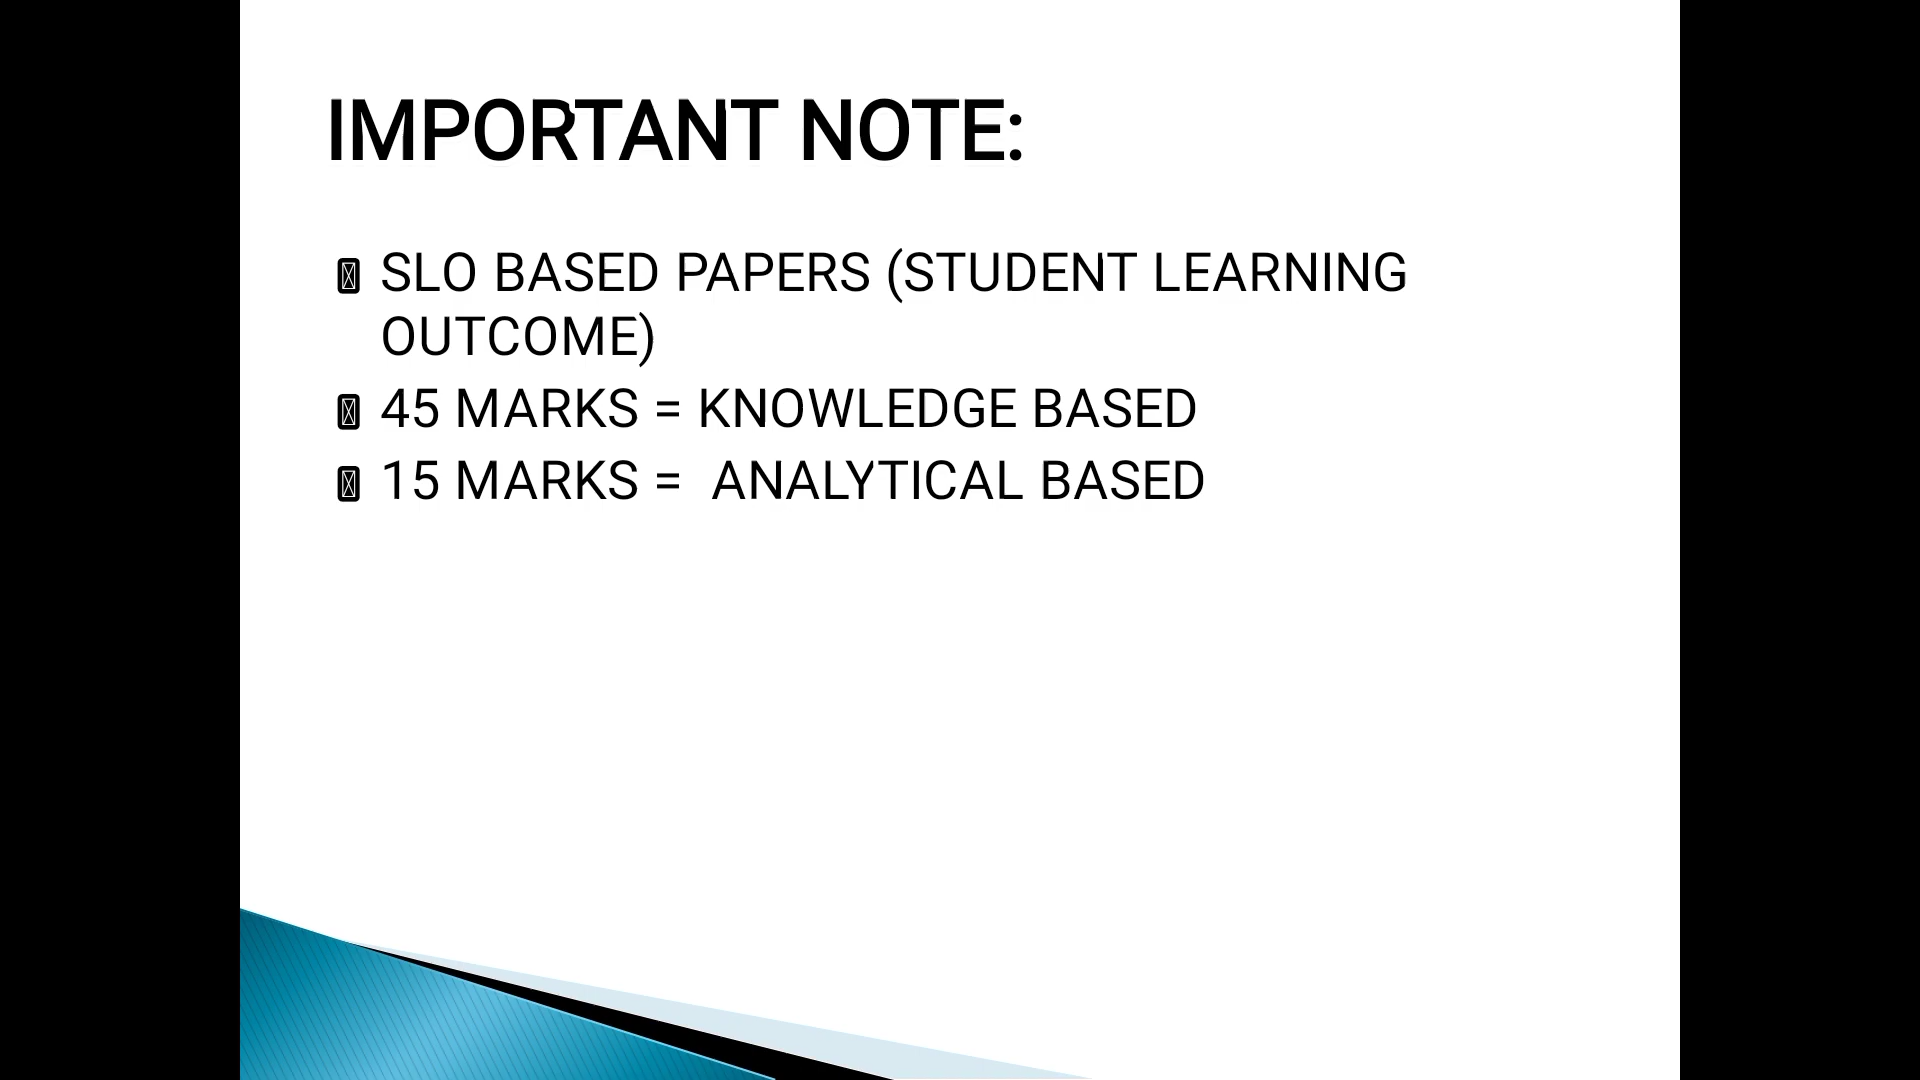 IMPORTANT NOTE:
SLO BASED PAPERS (STUDENT LEARNING
OUTCOME)
45 MARKS = KNOWLEDGE BASED
15 MARKS =  ANALYTICAL BASED